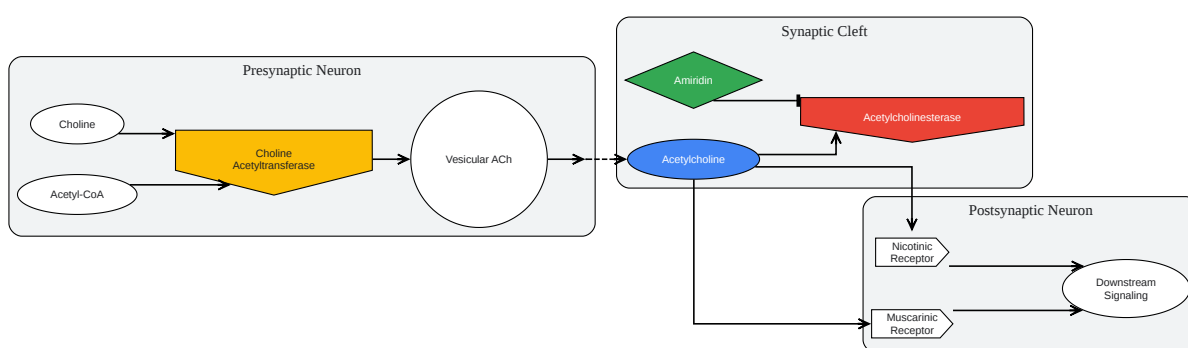 Synaptic Cleft
Presynaptic Neuron
Amiridin
Acetylcholinesterase
Choline
Choline
Acetyltransferase
Vesicular ACh
Acetylcholine
Acetyl-CoA
Postsynaptic Neuron
Nicotinic
Receptor
Downstream
Signaling
Muscarinic
Receptor